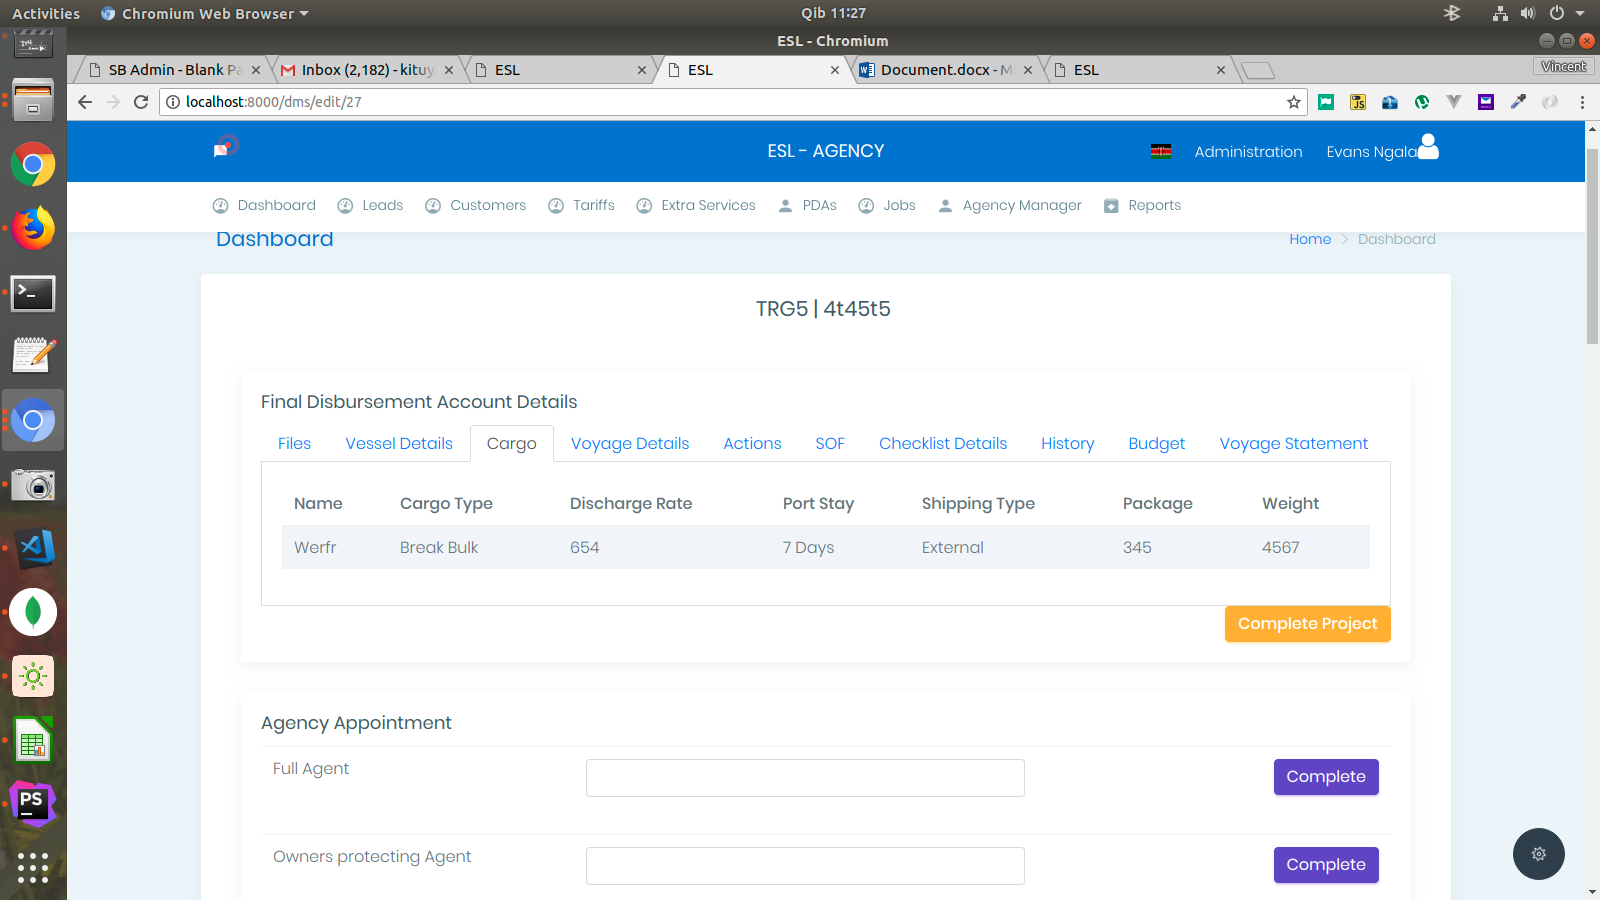 Activities Chromium Web Browser Qib 11:27
ESL - Chromium
SB Admin - Blank Pa Inbox (2,182) - kituy ESL ESL Document.docx - Mi ESL Vincent
localhost:8000/dms/edit/27
ESL - AGENCY Administration Evans Ngala
Dashboard Leads Customers Tariffs Extra Services PDAs Jobs Agency Manager Reports
Dashboard Home Dashboard
TRG5 | 4t45t5
Final Disbursement Account Details
Files Vessel Details Cargo Voyage Details Actions SOF Checklist Details History Budget Voyage Statement
Name Cargo Type Discharge Rate Port Stay Shipping Type Package Weight
Werfr Break Bulk 654 7 Days External 345 4567
Complete Project
Agency Appointment
Full Agent Complete
Owners protecting Agent Complete
JS
PS